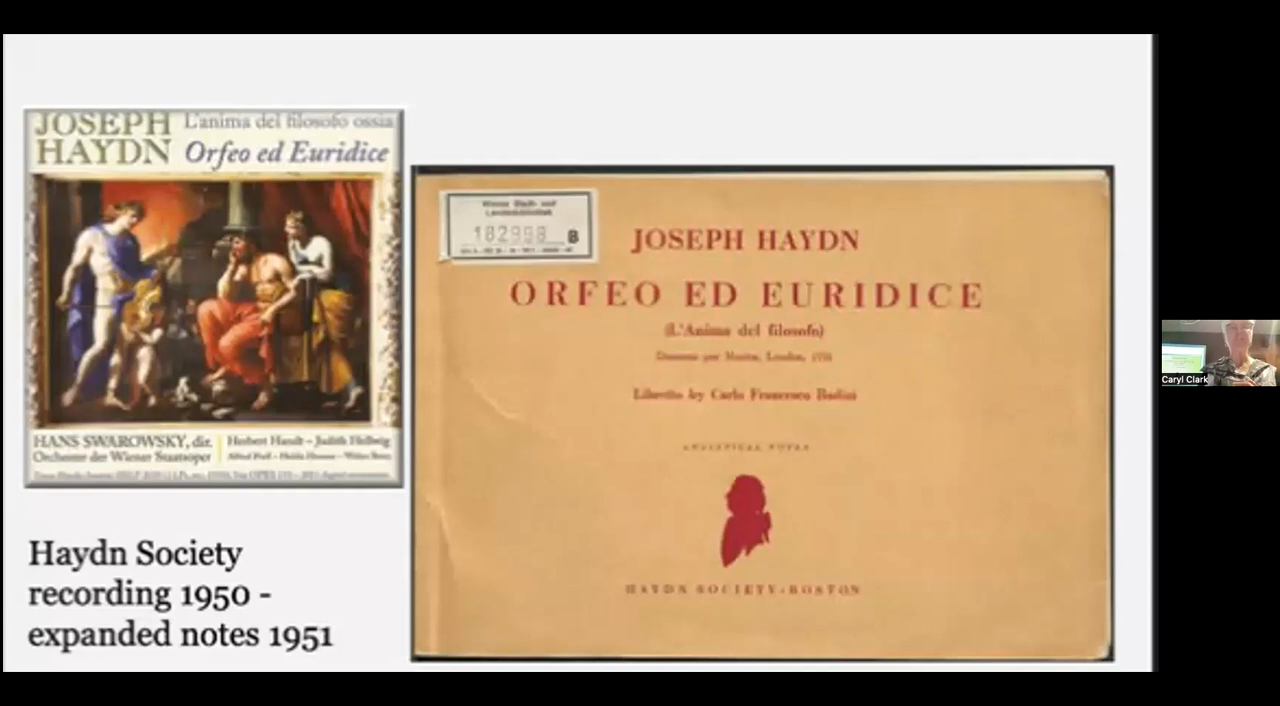 JOSEPH
HAYDN
L'anima del filosofo ossia
Orfeo ed Euridice
HANS SWAROWSKY, dir.
Orchester der Wiener Staatsoper
Herbert Handt - Judith Hellwig
Haydn Society
recording 1950 -
expanded notes 1951
182998 B
JOSEPH HAYDN
ORFEO ED EURIDICE
(L'Anima del filosofo)
Libretto by Carlo Francesco Badini
ANALYTICAL NOTES
HAYDN SOCIETY-BOSTON
Caryl Clark